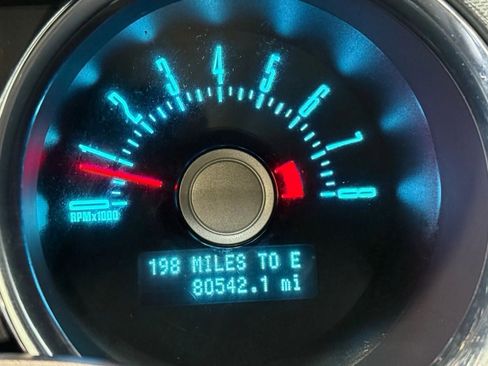 0 1 2 3 4 5 6 7 8
RPMx1000
198 MILES TO E
80542.1 mi